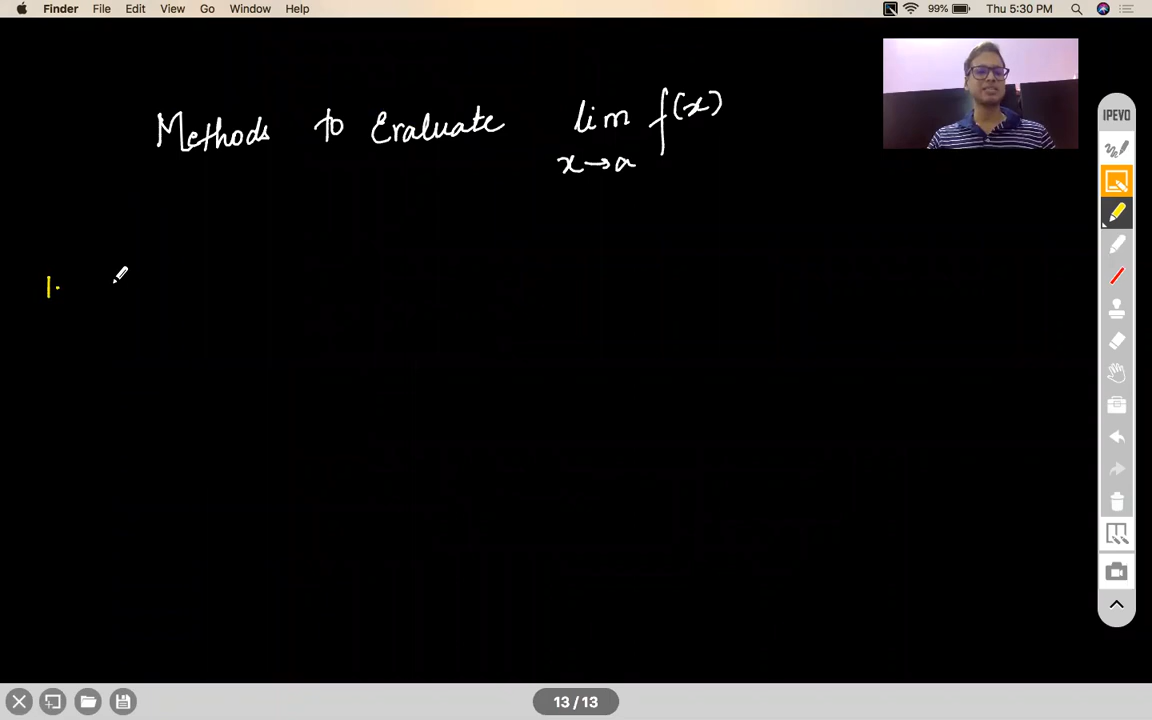 Finder File Edit View Go Window Help 99% Thu 5:30 PM
Methods to Evaluate lim f(x)
x→a
IPEVO
1.
13 / 13